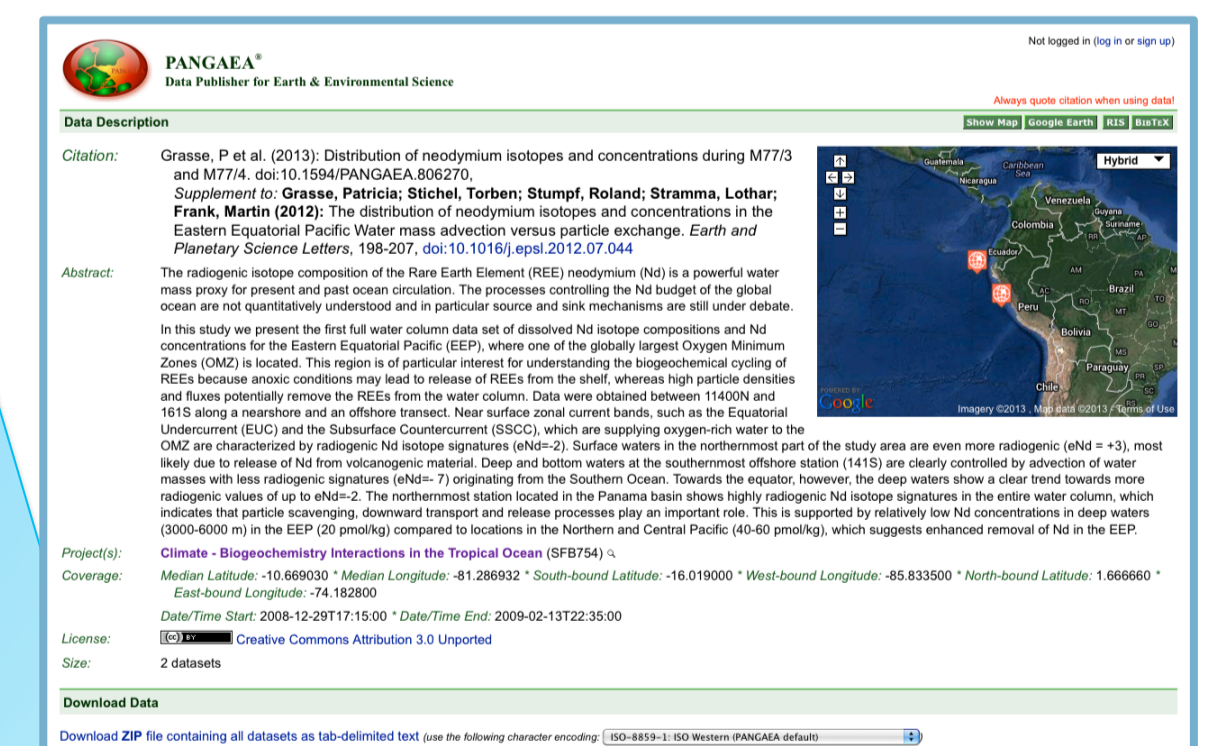 Not logged in (log in or sign up)
PANGAEA®
Data Publisher for Earth & Environmental Science
Always quote citation when using data!
Data Description
Show Map Google Earth RIS BIBTEX
Citation: Grasse, P et al. (2013): Distribution of neodymium isotopes and concentrations during M77/3
and M77/4. doi:10.1594/PANGAEA.806270,
Supplement to: Grasse, Patricia; Stichel, Torben; Stumpf, Roland; Stramma, Lothar;
Frank, Martin (2012): The distribution of neodymium isotopes and concentrations in the
Eastern Equatorial Pacific Water mass advection versus particle exchange. Earth and
Planetary Science Letters, 198-207, doi:10.1016/j.epsl.2012.07.044
Hybrid
Guatemala
Caribbean
Sea
Nicaragua
Venezuela
Guyana
Colombia
Suriname
RR
AP
Ecuador
AM
PA
AC
Brazil
RO
TO
Peru
MT
GO
Bolivia
MS
Paraguay
SP
PR
Chile
SC
RS
POWERED BY
Google
Imagery ©2013 , Map data ©2013 - Terms of Use
Abstract: The radiogenic isotope composition of the Rare Earth Element (REE) neodymium (Nd) is a powerful water
mass proxy for present and past ocean circulation. The processes controlling the Nd budget of the global
ocean are not quantitatively understood and in particular source and sink mechanisms are still under debate.
In this study we present the first full water column data set of dissolved Nd isotope compositions and Nd
concentrations for the Eastern Equatorial Pacific (EEP), where one of the globally largest Oxygen Minimum
Zones (OMZ) is located. This region is of particular interest for understanding the biogeochemical cycling of
REEs because anoxic conditions may lead to release of REEs from the shelf, whereas high particle densities
and fluxes potentially remove the REEs from the water column. Data were obtained between 11400N and
161S along a nearshore and an offshore transect. Near surface zonal current bands, such as the Equatorial
Undercurrent (EUC) and the Subsurface Countercurrent (SSCC), which are supplying oxygen-rich water to the
OMZ are characterized by radiogenic Nd isotope signatures (eNd=-2). Surface waters in the northernmost part of the study area are even more radiogenic (eNd = +3), most
likely due to release of Nd from volcanogenic material. Deep and bottom waters at the southernmost offshore station (141S) are clearly controlled by advection of water
masses with less radiogenic signatures (eNd=- 7) originating from the Southern Ocean. Towards the equator, however, the deep waters show a clear trend towards more
radiogenic values of up to eNd=-2. The northernmost station located in the Panama basin shows highly radiogenic Nd isotope signatures in the entire water column, which
indicates that particle scavenging, downward transport and release processes play an important role. This is supported by relatively low Nd concentrations in deep waters
(3000-6000 m) in the EEP (20 pmol/kg) compared to locations in the Northern and Central Pacific (40-60 pmol/kg), which suggests enhanced removal of Nd in the EEP.
Project(s): Climate - Biogeochemistry Interactions in the Tropical Ocean (SFB754)
Coverage: Median Latitude: -10.669030 * Median Longitude: -81.286932 * South-bound Latitude: -16.019000 * West-bound Longitude: -85.833500 * North-bound Latitude: 1.666660 *
East-bound Longitude: -74.182800
Date/Time Start: 2008-12-29T17:15:00 * Date/Time End: 2009-02-13T22:35:00
License: (cc) BY Creative Commons Attribution 3.0 Unported
Size: 2 datasets
Download Data
Download ZIP file containing all datasets as tab-delimited text (use the following character encoding: ISO-8859-1: ISO Western (PANGAEA default) )